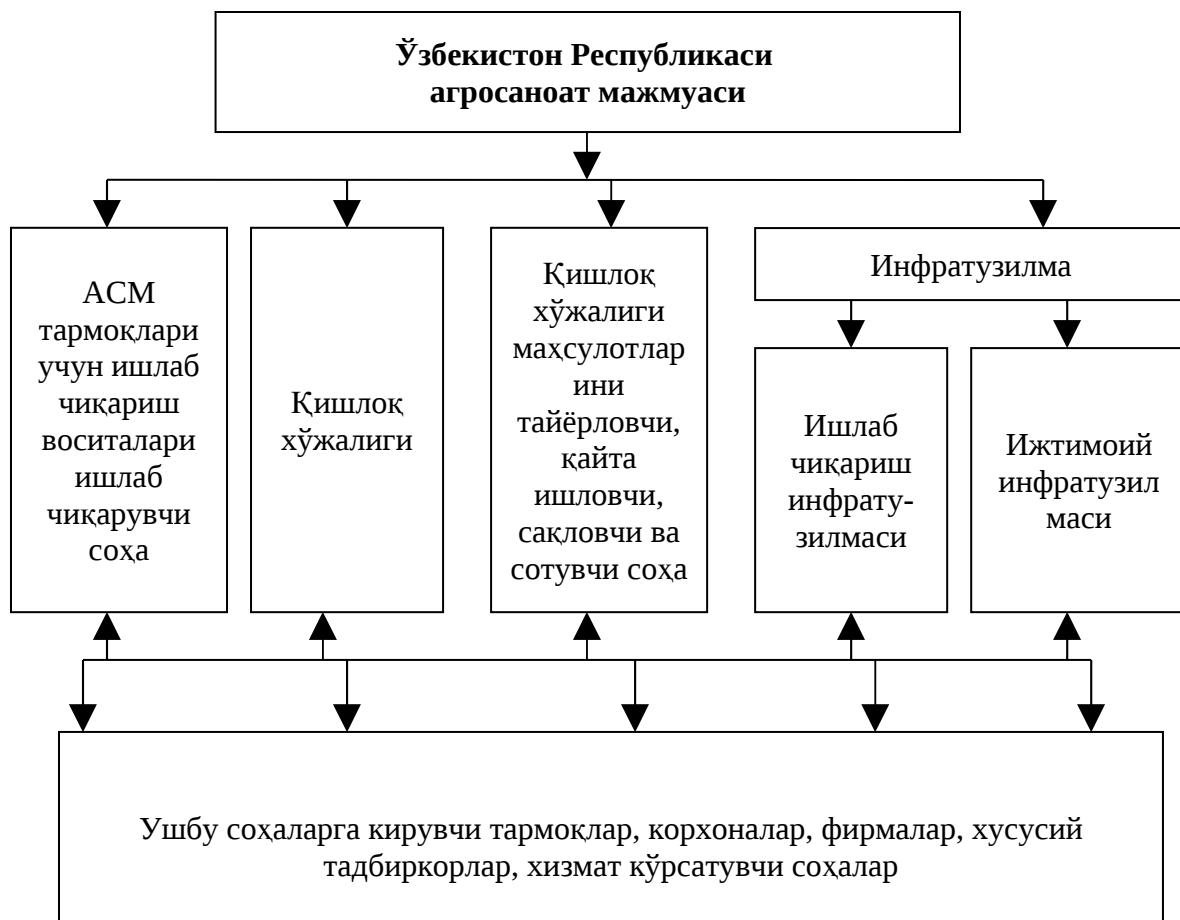 Ўзбекистон Республикаси
агросаноат мажмуаси
АСМ
тармоқлари
учун ишлаб
чиқариш
воситалари
ишлаб
чиқарувчи
соҳа
Қишлоқ
хўжалиги
Қишлоқ
хўжалиги
маҳсулотлар
ини
тайёрловчи,
қайта
ишловчи,
сақловчи ва
сотувчи соҳа
Инфратузилма
Ишлаб
чиқариш
инфрату-
зилмаси
Ижтимоий
инфратузил
маси
Ушбу соҳаларга кирувчи тармоқлар, корхоналар, фирмалар, хусусий
тадбиркорлар, хизмат кўрсатувчи соҳалар